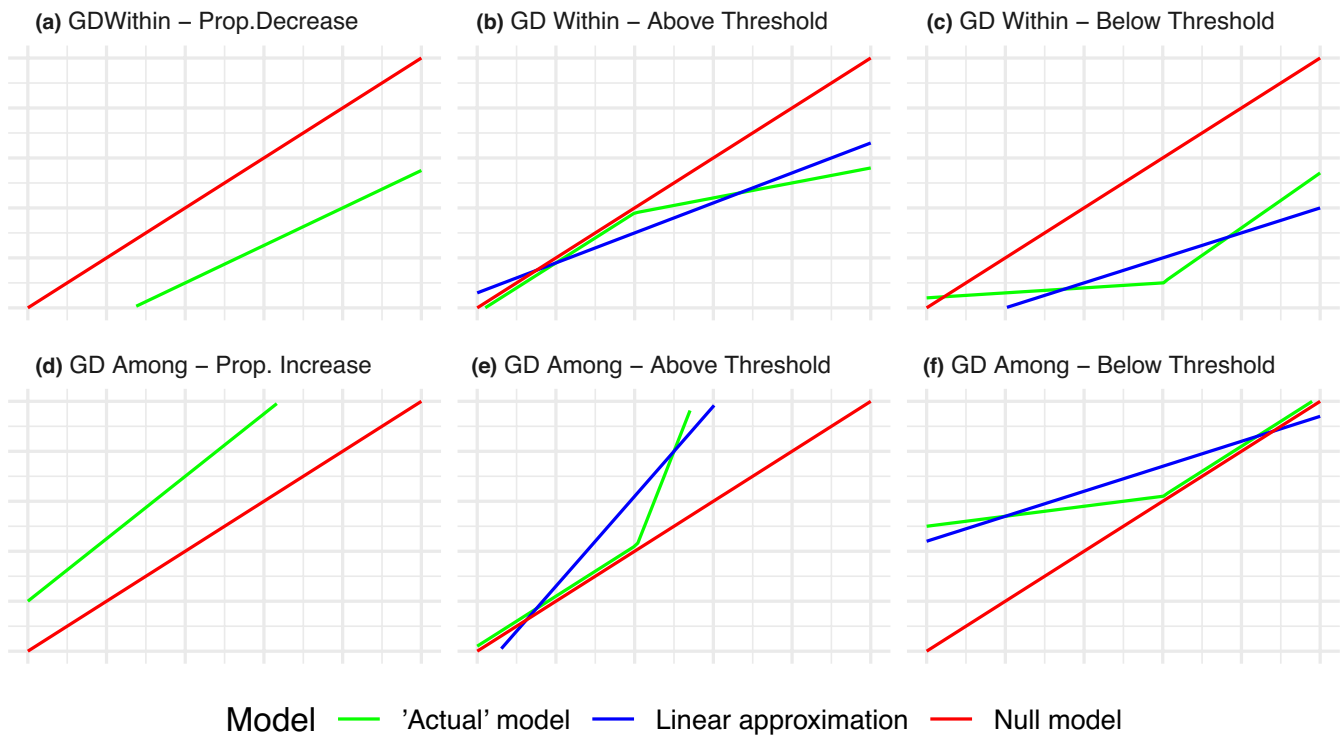 (a) GDWithin – Prop.Decrease
(b) GD Within – Above Threshold
(c) GD Within – Below Threshold
(d) GD Among – Prop. Increase
(e) GD Among – Above Threshold
(f) GD Among – Below Threshold
Model 'Actual' model Linear approximation Null model